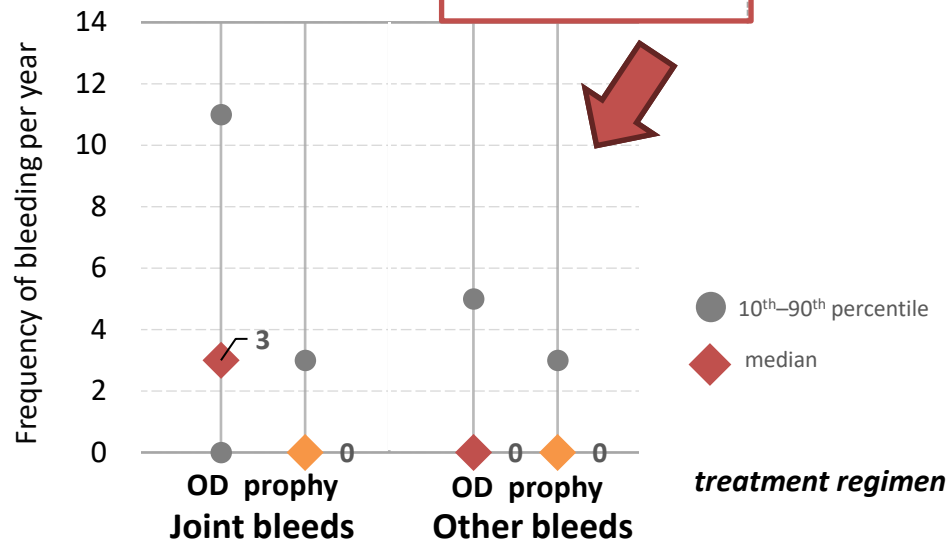 Frequency of bleeding per year
14
12
10
8
6
4
2
0
3
0
0
0
OD prophy
OD prophy
Joint bleeds
Other bleeds
10th–90th percentile
median
treatment regimen